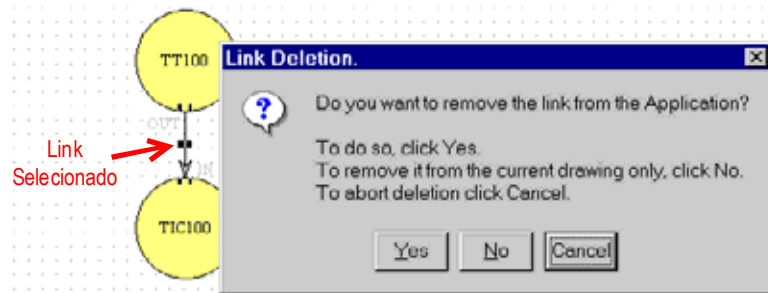 TT100
Link Deletion.
OUT
Do you want to remove the link from the Application?
Link
Selecionado
IN
To do so, click Yes.
To remove it from the current drawing only, click No.
To abort deletion click Cancel.
TIC100
Yes
No
Cancel